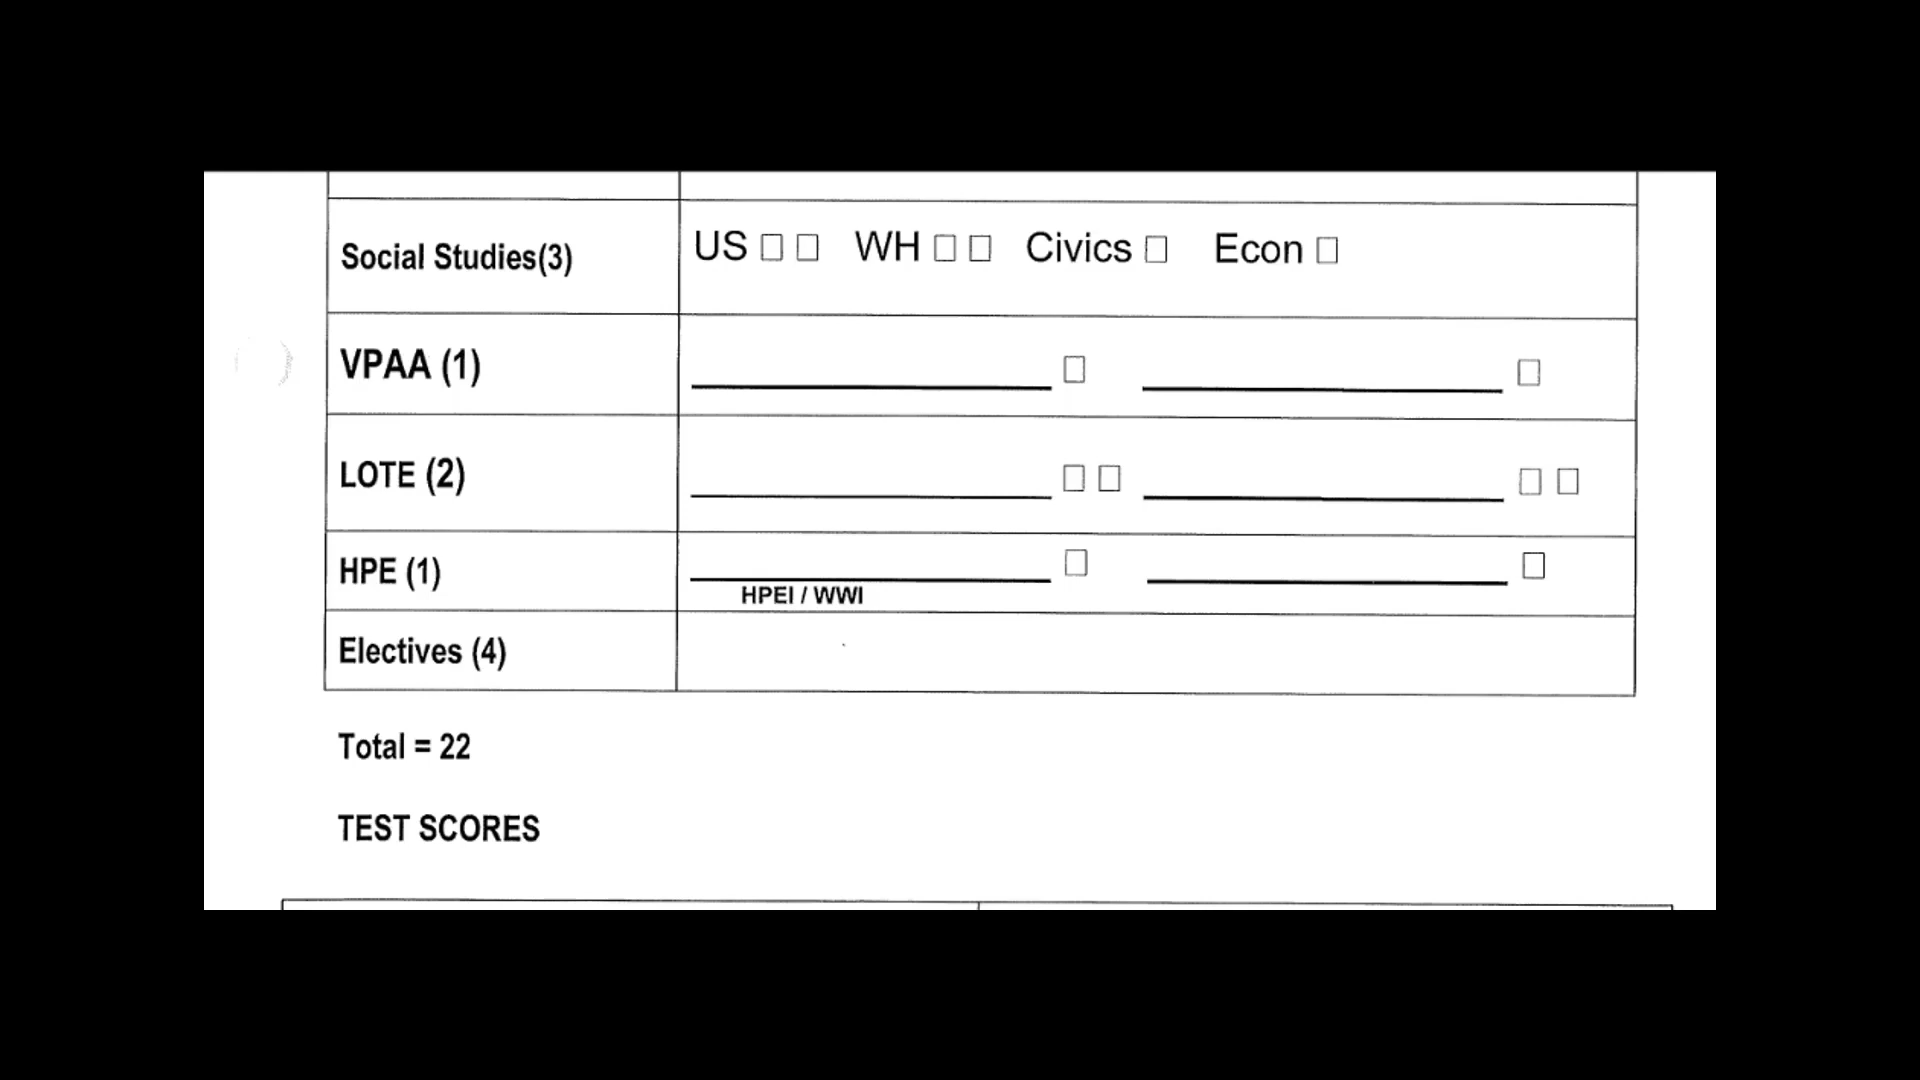 Social Studies(3)
US □ □ WH □ □ Civics □ Econ □
VPAA (1)
LOTE (2)
HPE (1)
HPEI / WWI
Electives (4)
Total = 22
TEST SCORES